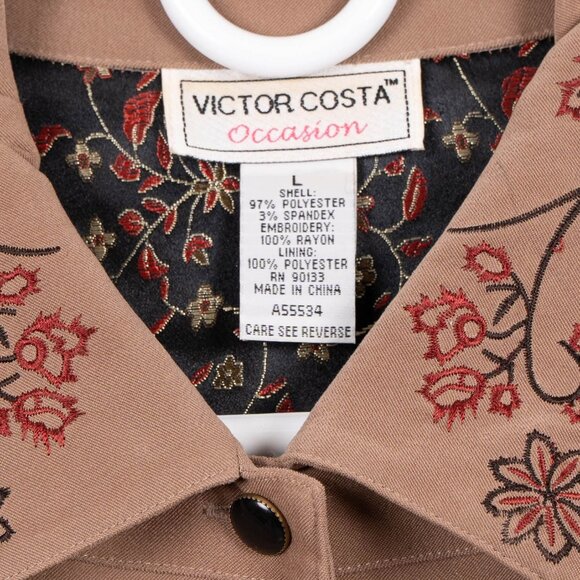 VICTOR COSTA™
Occasion
L
SHELL:
97% POLYESTER
3% SPANDEX
EMBROIDERY:
100% RAYON
LINING:
100% POLYESTER
RN 90133
MADE IN CHINA
A55534
CARE SEE REVERSE